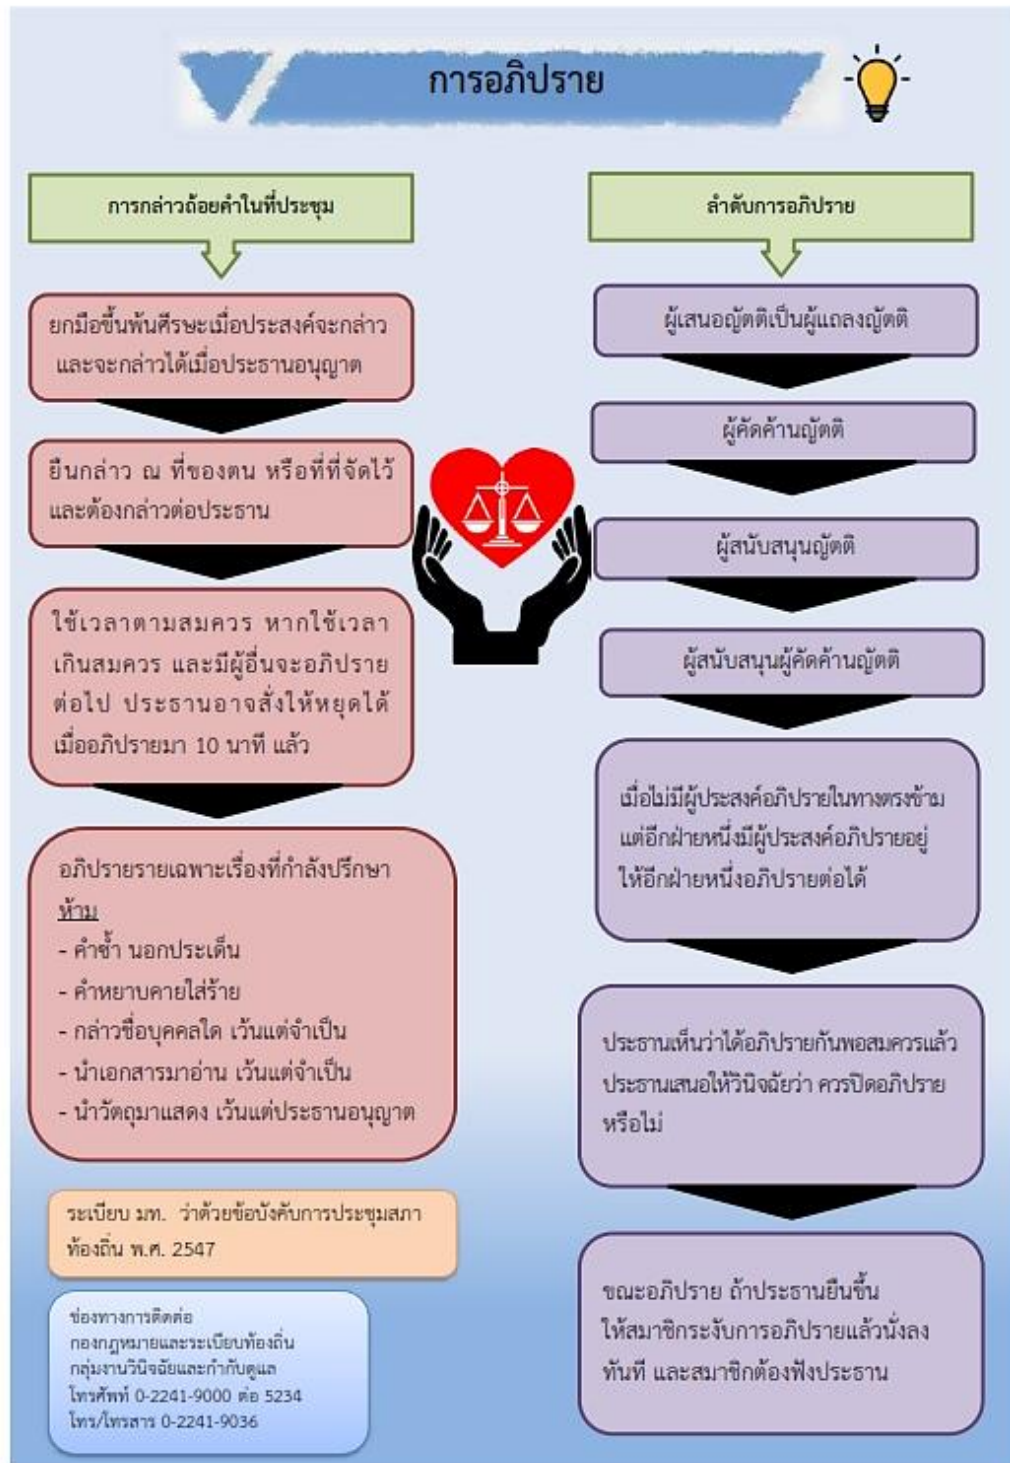 การอภิปราย
การกล่าวถ้อยคำในที่ประชุม
ยกมือขึ้นพ้นศีรษะเมื่อประสงค์จะกล่าว
และจะกล่าวได้เมื่อประธานอนุญาต
ยืนกล่าว ณ ที่ของตน หรือที่ที่จัดไว้
และต้องกล่าวต่อประธาน
ใช้เวลาตามสมควร หากใช้เวลา
เกินสมควร และมีผู้อื่นจะอภิปราย
ต่อไป ประธานอาจสั่งให้หยุดได้
เมื่ออภิปรายมา 10 นาที แล้ว
อภิปรายรายเฉพาะเรื่องที่กำลังปรึกษา
ห้าม
- คำซ้ำ นอกประเด็น
- คำหยาบคายใส่ร้าย
- กล่าวชื่อบุคคลใด เว้นแต่จำเป็น
- นำเอกสารมาอ่าน เว้นแต่จำเป็น
- นำวัตถุมาแสดง เว้นแต่ประธานอนุญาต
ระเบียบ มท. ว่าด้วยข้อบังคับการประชุมสภา
ท้องถิ่น พ.ศ. 2547
ช่องทางการติดต่อ
กองกฎหมายและระเบียบท้องถิ่น
กลุ่มงานวินิจฉัยและกำกับดูแล
โทรศัพท์ 0-2241-9000 ต่อ 5234
โทร/โทรสาร 0-2241-9036
ลำดับการอภิปราย
ผู้เสนอญัตติเป็นผู้แถลงญัตติ
ผู้คัดค้านญัตติ
ผู้สนับสนุนญัตติ
ผู้สนับสนุนผู้คัดค้านญัตติ
เมื่อไม่มีผู้ประสงค์อภิปรายในทางตรงข้าม
แต่อีกฝ่ายหนึ่งมีผู้ประสงค์อภิปรายอยู่
ให้อีกฝ่ายหนึ่งอภิปรายต่อได้
ประธานเห็นว่าได้อภิปรายกันพอสมควรแล้ว
ประธานเสนอให้วินิจฉัยว่า ควรปิดอภิปราย
หรือไม่
ขณะอภิปราย ถ้าประธานยืนขึ้น
ให้สมาชิกระงับการอภิปรายแล้วนั่งลง
ทันที และสมาชิกต้องฟังประธาน